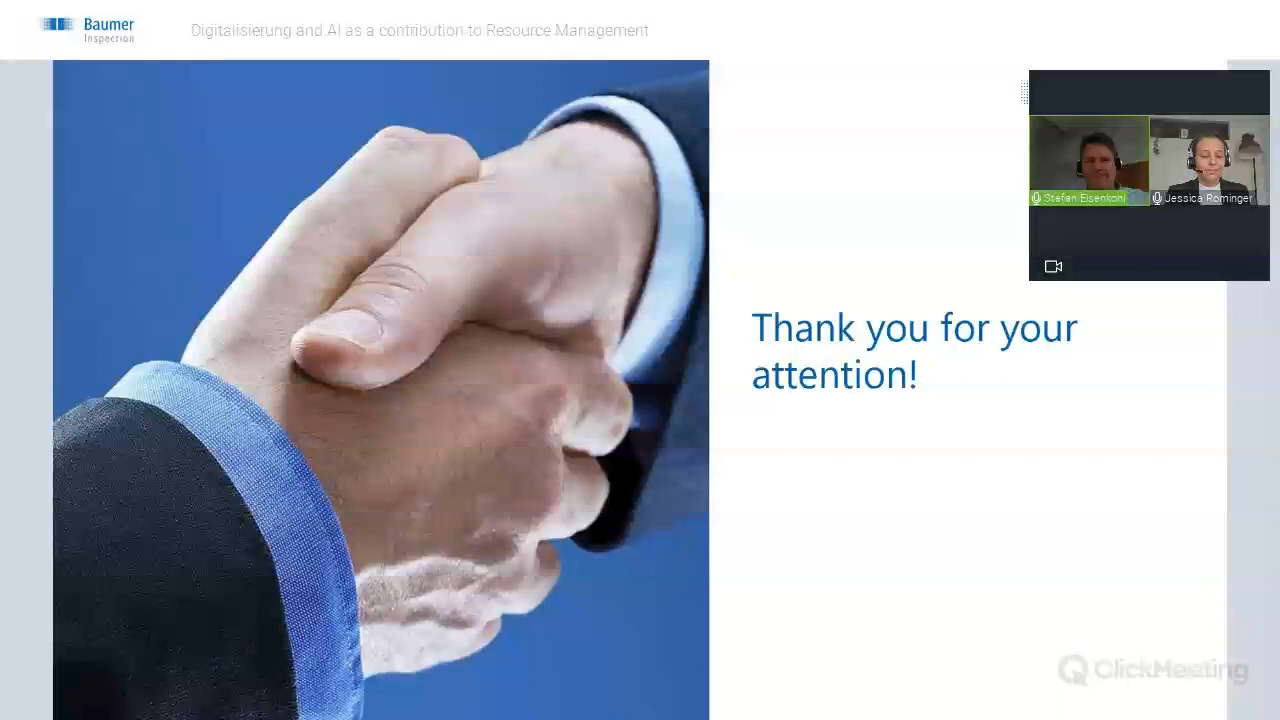 Baumer
Inspection
Digitalisierung and AI as a contribution to Resource Management
Stefan Eisenkohl
Jessica Rominger
Thank you for your
attention!
ClickMeeting